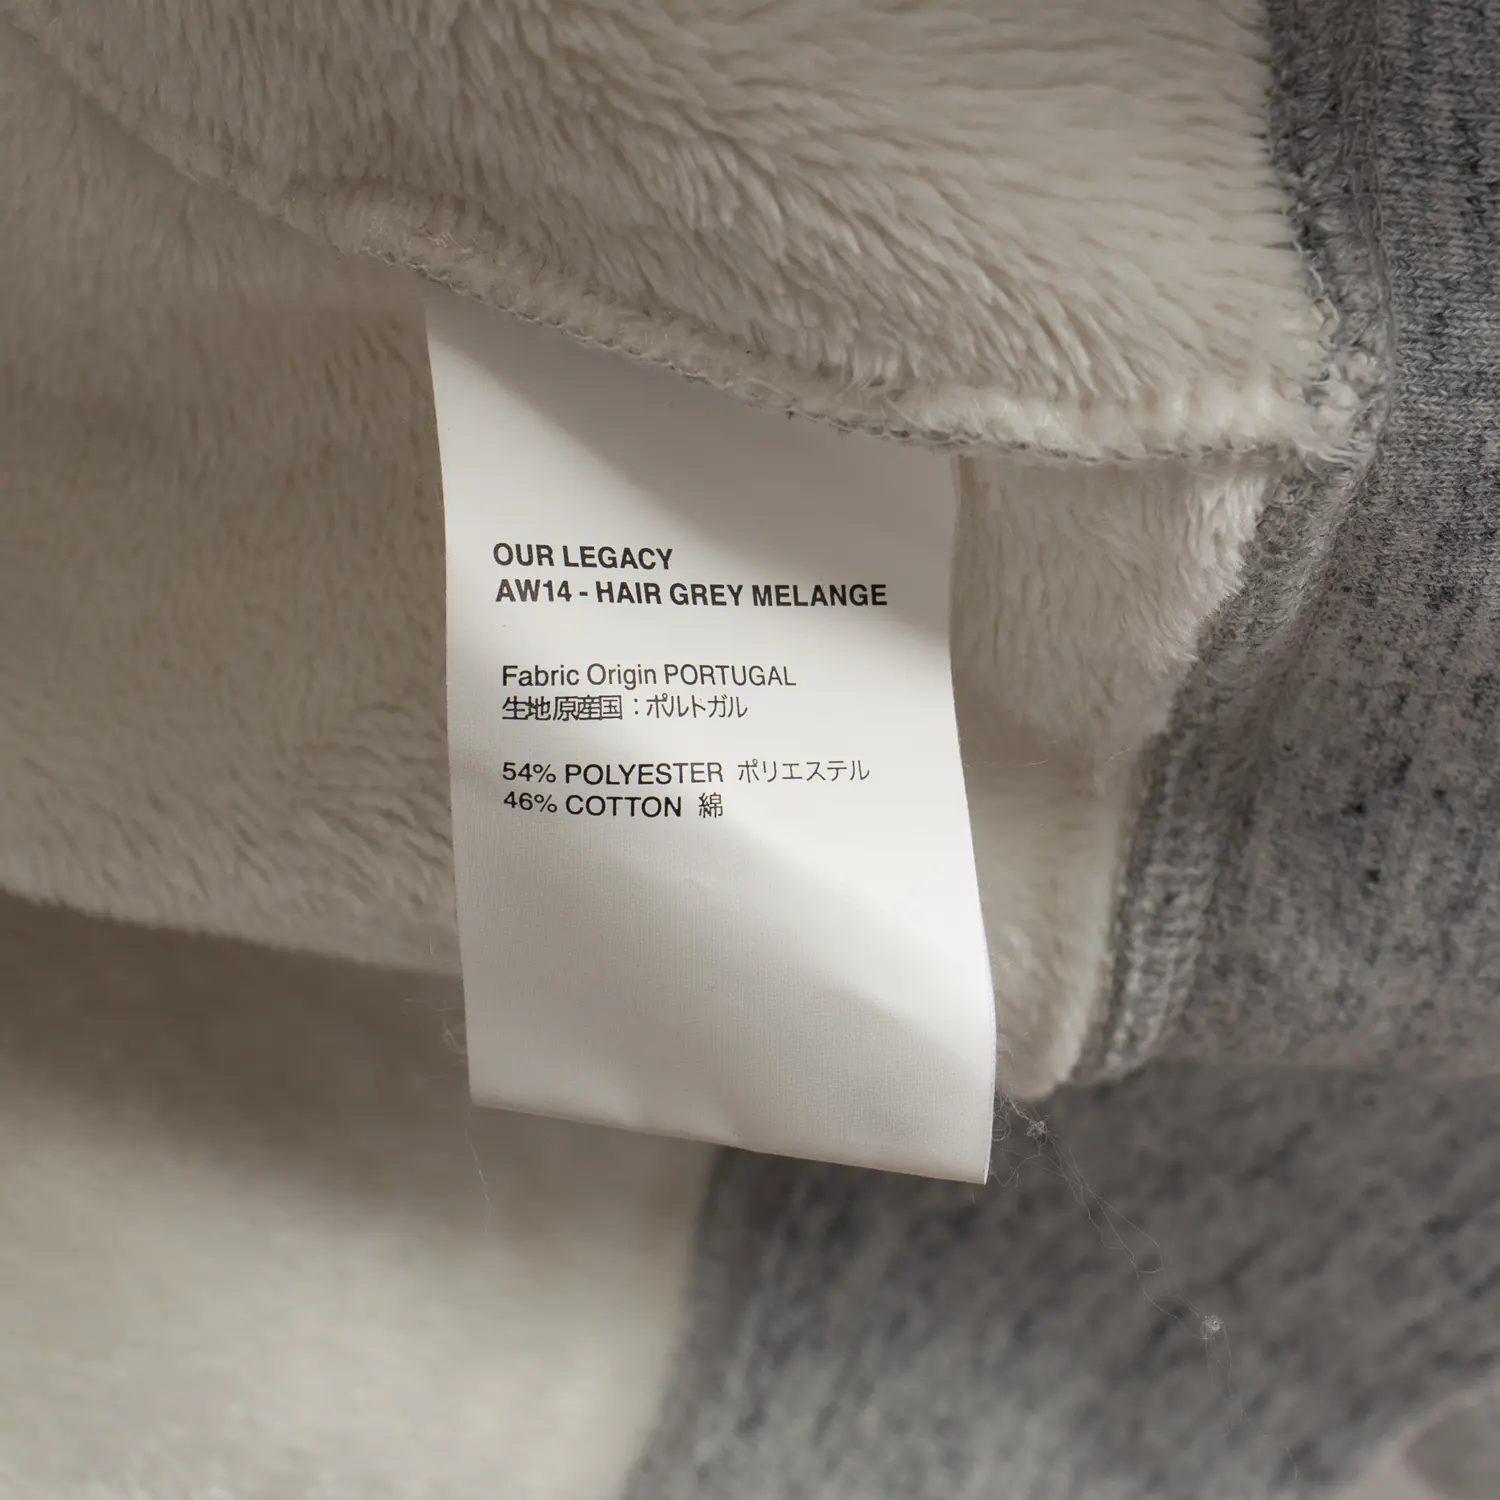 OUR LEGACY
AW14 - HAIR GREY MELANGE
Fabric Origin PORTUGAL
生地原産国：ポルトガル
54% POLYESTER ポリエステル
46% COTTON 綿